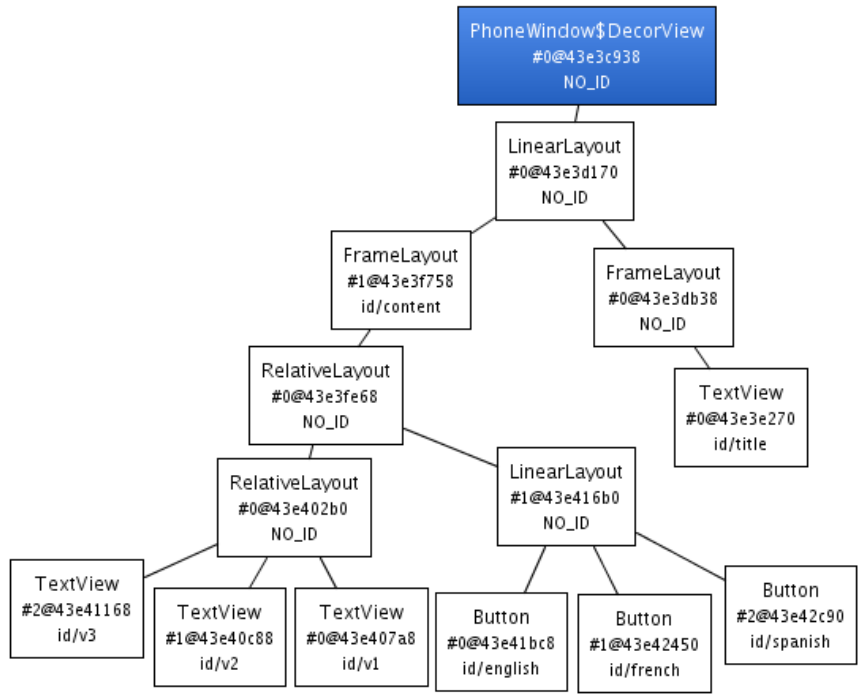 PhoneWindow$DecorView
#0@43e3c938
NO_ID
LinearLayout
#0@43e3d170
NO_ID
FrameLayout
#1@43e3f758
id/content
FrameLayout
#0@43e3db38
NO_ID
RelativeLayout
#0@43e3fe68
NO_ID
TextView
#0@43e3e270
id/title
RelativeLayout
#0@43e402b0
NO_ID
LinearLayout
#1@43e416b0
NO_ID
TextView
#2@43e41168
id/v3
TextView
#1@43e40c88
id/v2
TextView
#0@43e407a8
id/v1
Button
#0@43e41bc8
id/english
Button
#1@43e42450
id/french
Button
#2@43e42c90
id/spanish